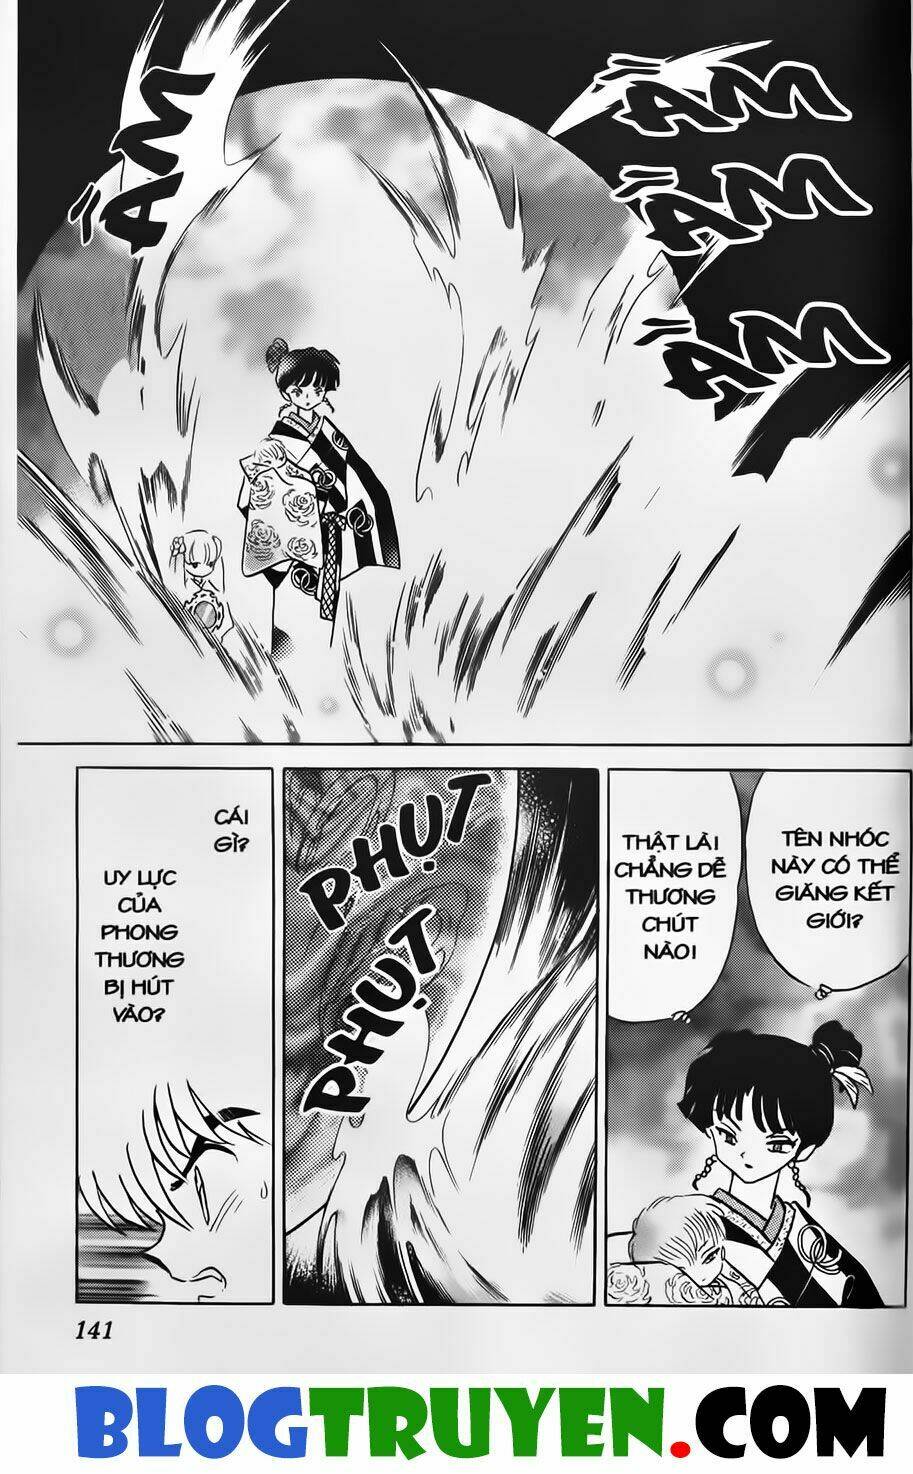 ẦM
ẦM
ẦM
ẦM
TÊN NHÓC
NÀY CÓ THỂ
GIĂNG KẾT
GIỚI?
THẬT LÀI
CHẲNG DỄ
THƯƠNG
CHÚT
NÀO!
PHỤT
PHỤT
CÁI
GÌ?
UY LỰC
CỦA
PHONG
THƯƠNG
BỊ HÚT
VÀO?
141
BLOGTRUYEN.COM